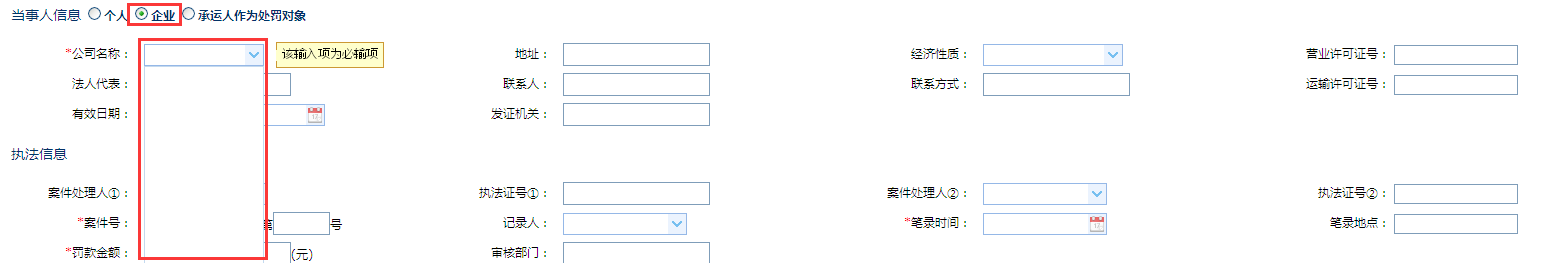 当事人信息 个人 企业 承运人作为处罚对象
*公司名称： 该输入项为必输项 地址： 经济性质： 营业许可证号：
法人代表： 联系人： 联系方式： 运输许可证号：
有效日期： 发证机关：
执法信息
案件处理人①： 执法证号①： 案件处理人②： 执法证号②：
*案件号： 第 号 记录人： *笔录时间： 笔录地点：
*罚款金额： (元) 审核部门：